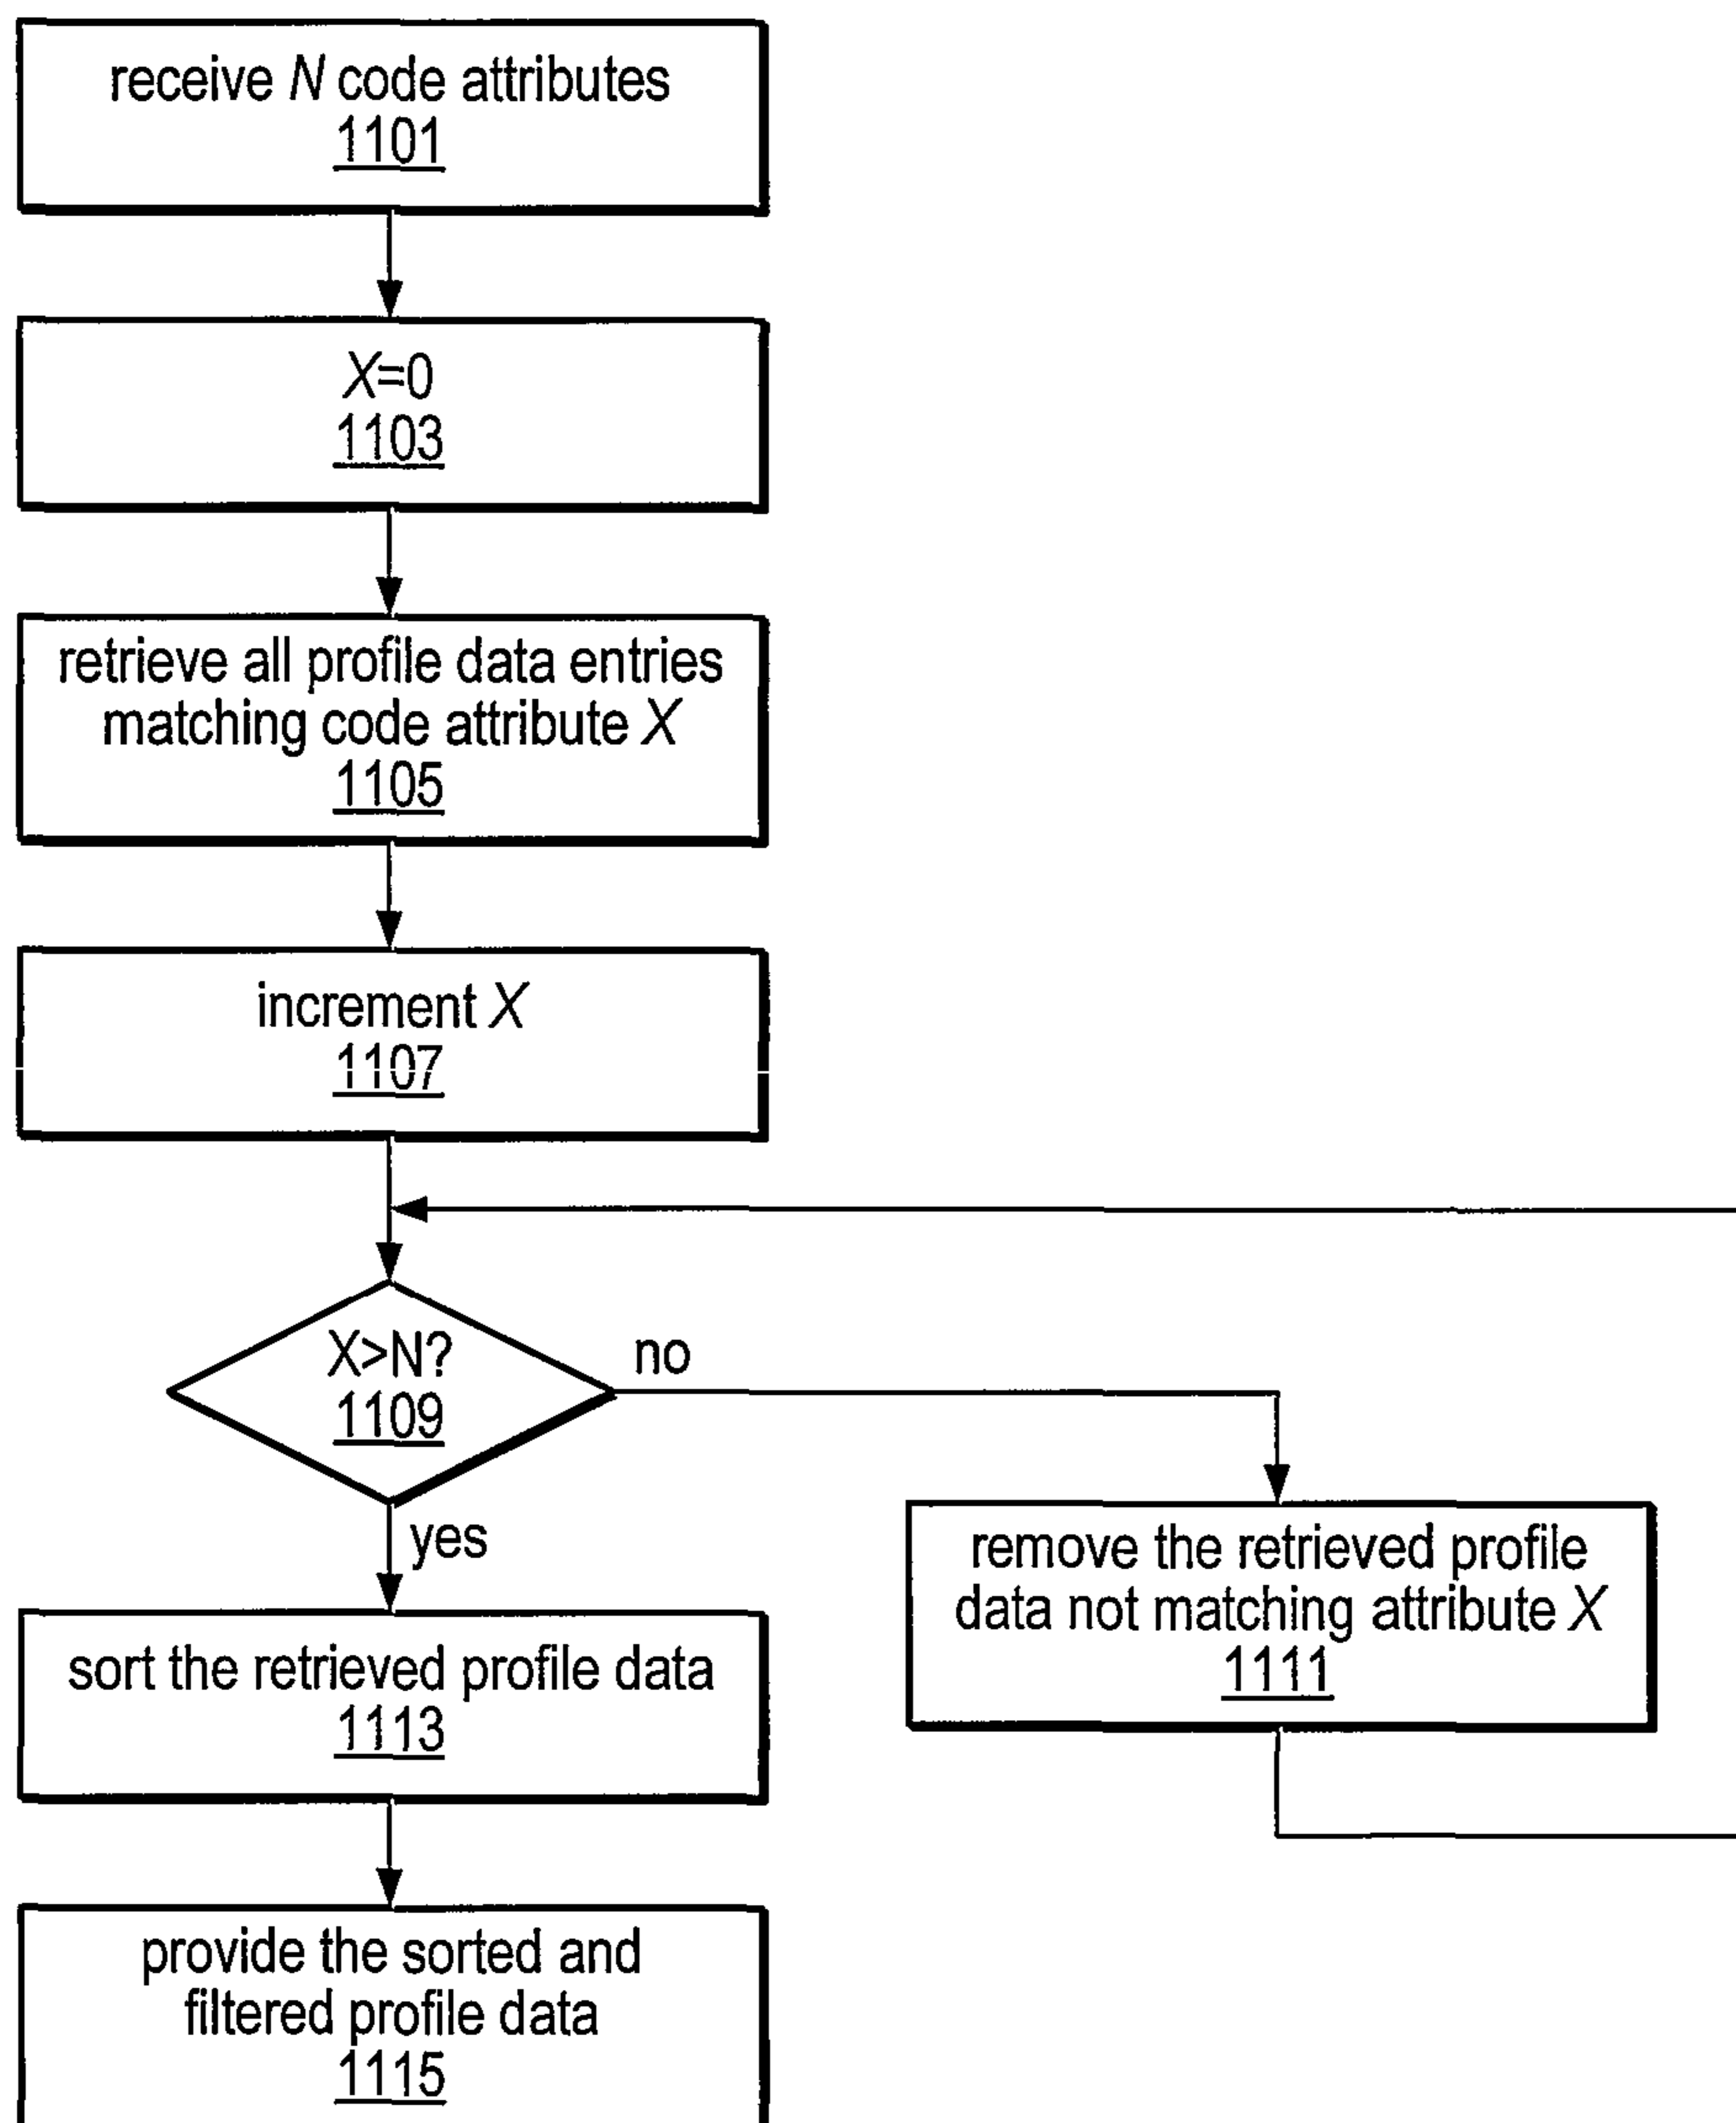 receive N code attributes
1101
X=0
1103
retrieve all profile data entries
matching code attribute X
1105
increment X
1107
X>N?
1109
no
yes
remove the retrieved profile
data not matching attribute X
1111
sort the retrieved profile data
1113
provide the sorted and
filtered profile data
1115